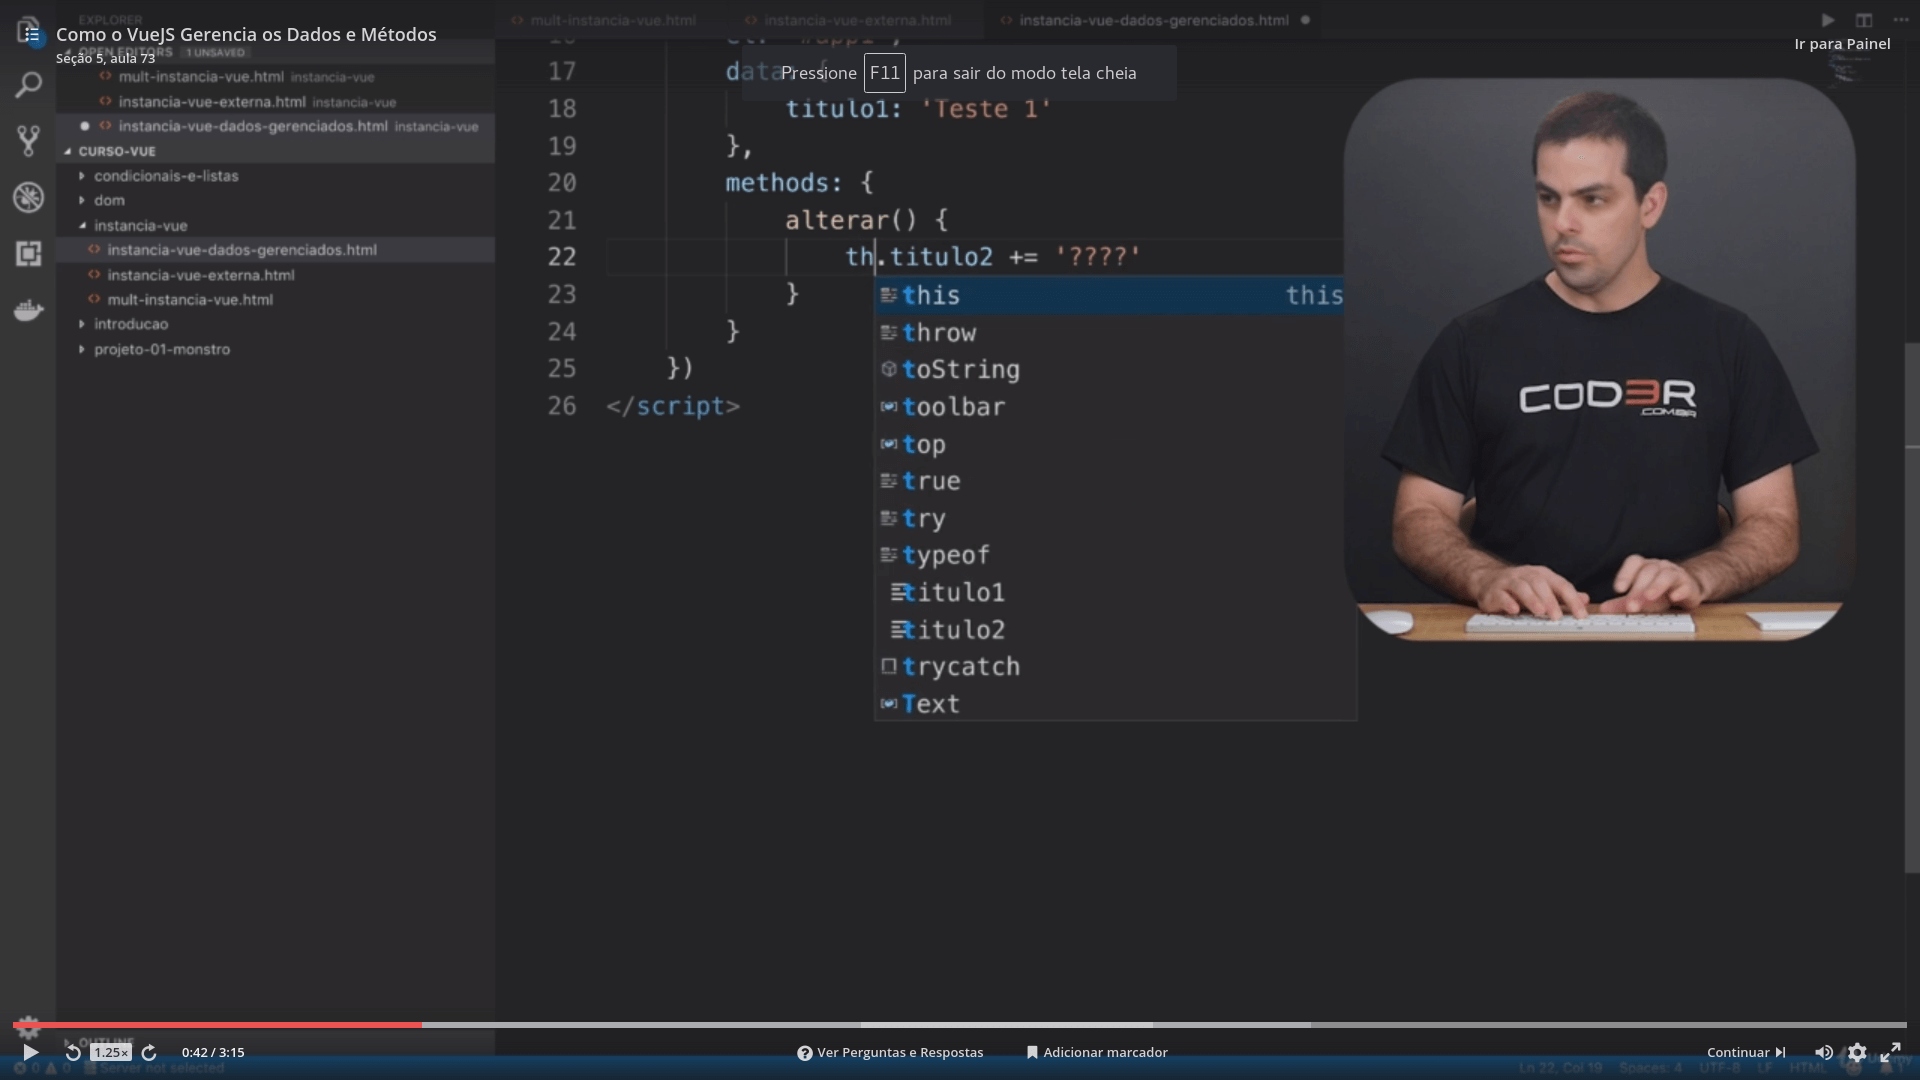 EXPLORER
Como o VueJS Gerencia os Dados e Métodos
OPEN EDITORS 1 UNSAVED
Seção 5, aula 73
mult-instancia-vue.html instancia-vue
instancia-vue-externa.html instancia-vue
instancia-vue-dados-gerenciados.html instancia-vue
CURSO-VUE
condicionais-e-listas
dom
instancia-vue
instancia-vue-dados-gerenciados.html
instancia-vue-externa.html
mult-instancia-vue.html
introducao
projeto-01-monstro
OUTLINE
mult-instancia-vue.html
instancia-vue-externa.html
instancia-vue-dados-gerenciados.html
Ir para Painel
Pressione F11 para sair do modo tela cheia
17 data: {
18 titulo1: 'Teste 1'
19 },
20 methods: {
21 alterar() {
22 th.titulo2 += '????'
23 }
24 }
25 })
26 </script>
this this
throw
toString
toolbar
top
true
try
typeof
titulo1
titulo2
trycatch
Text
COD3R
.COM.BR
1.25x
0:42 / 3:15
Ver Perguntas e Respostas
Adicionar marcador
Continuar
0 0 Server not selected
Ln 22, Col 19 Spaces: 4 UTF-8 LF HTML